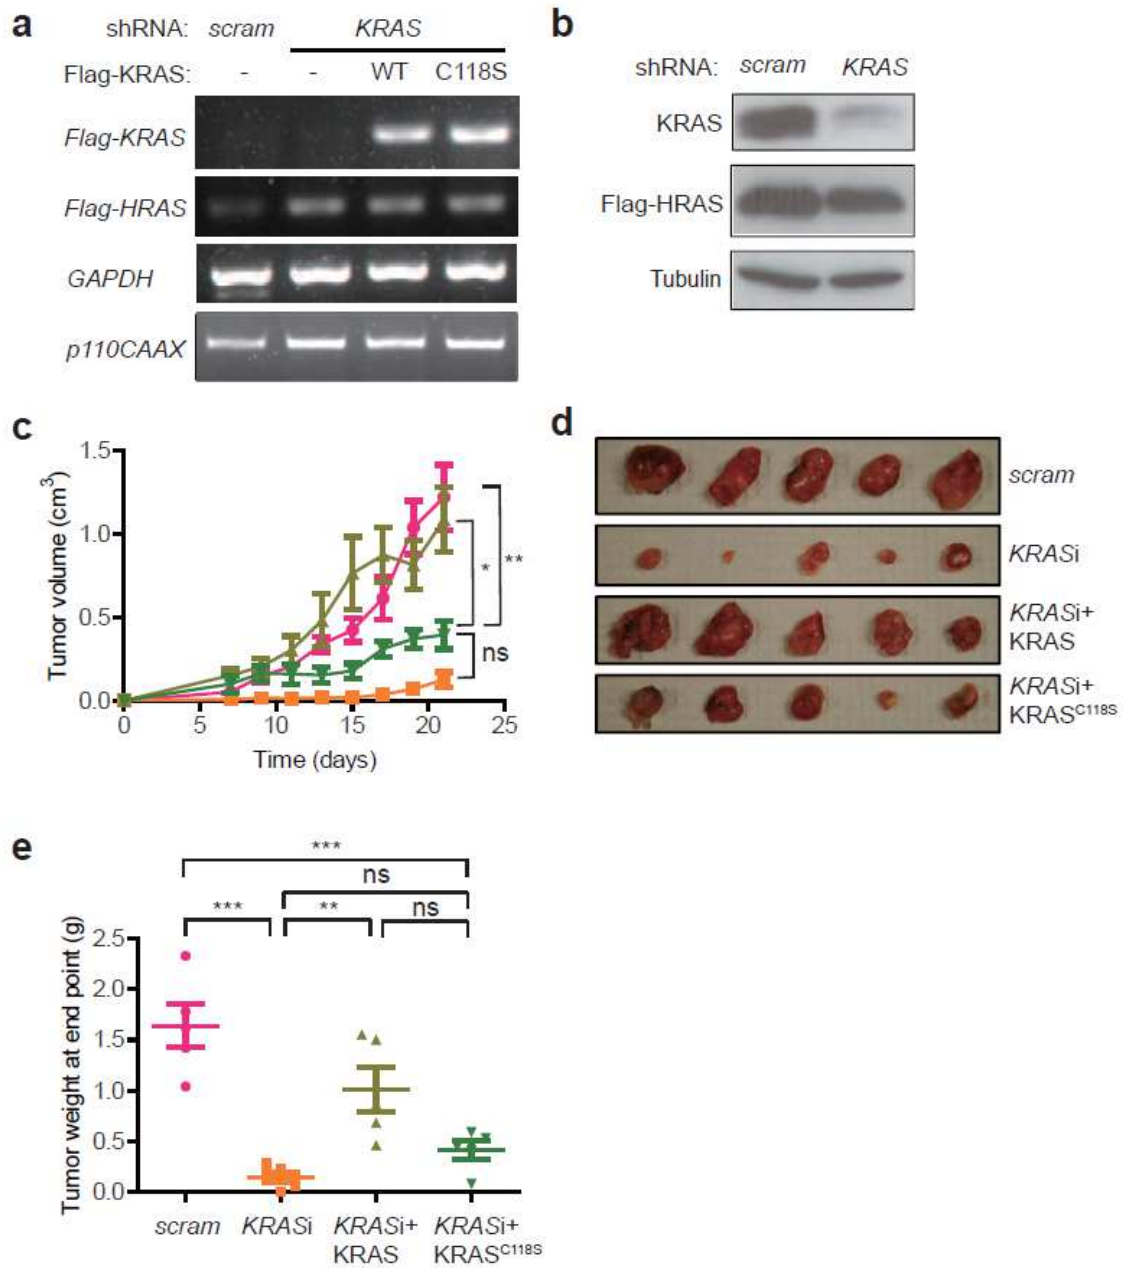 a
shRNA: scram KRAS
Flag-KRAS: - - WT C118S
Flag-KRAS
Flag-HRAS
GAPDH
p110CAAX
b
shRNA: scram KRAS
KRAS
Flag-HRAS
Tubulin
c
Tumor volume (cm³)
1.5
1.0
0.5
0.0
0 5 10 15 20 25
Time (days)
*
**
ns
d
scram
KRASi
KRASi+
KRAS
KRASi+
KRASC118S
e
***
ns
*** ** ns
Tumor weight at end point (g)
2.5
2.0
1.5
1.0
0.5
0.0
scram KRASi KRASi+ KRASi+
KRAS KRASC118S